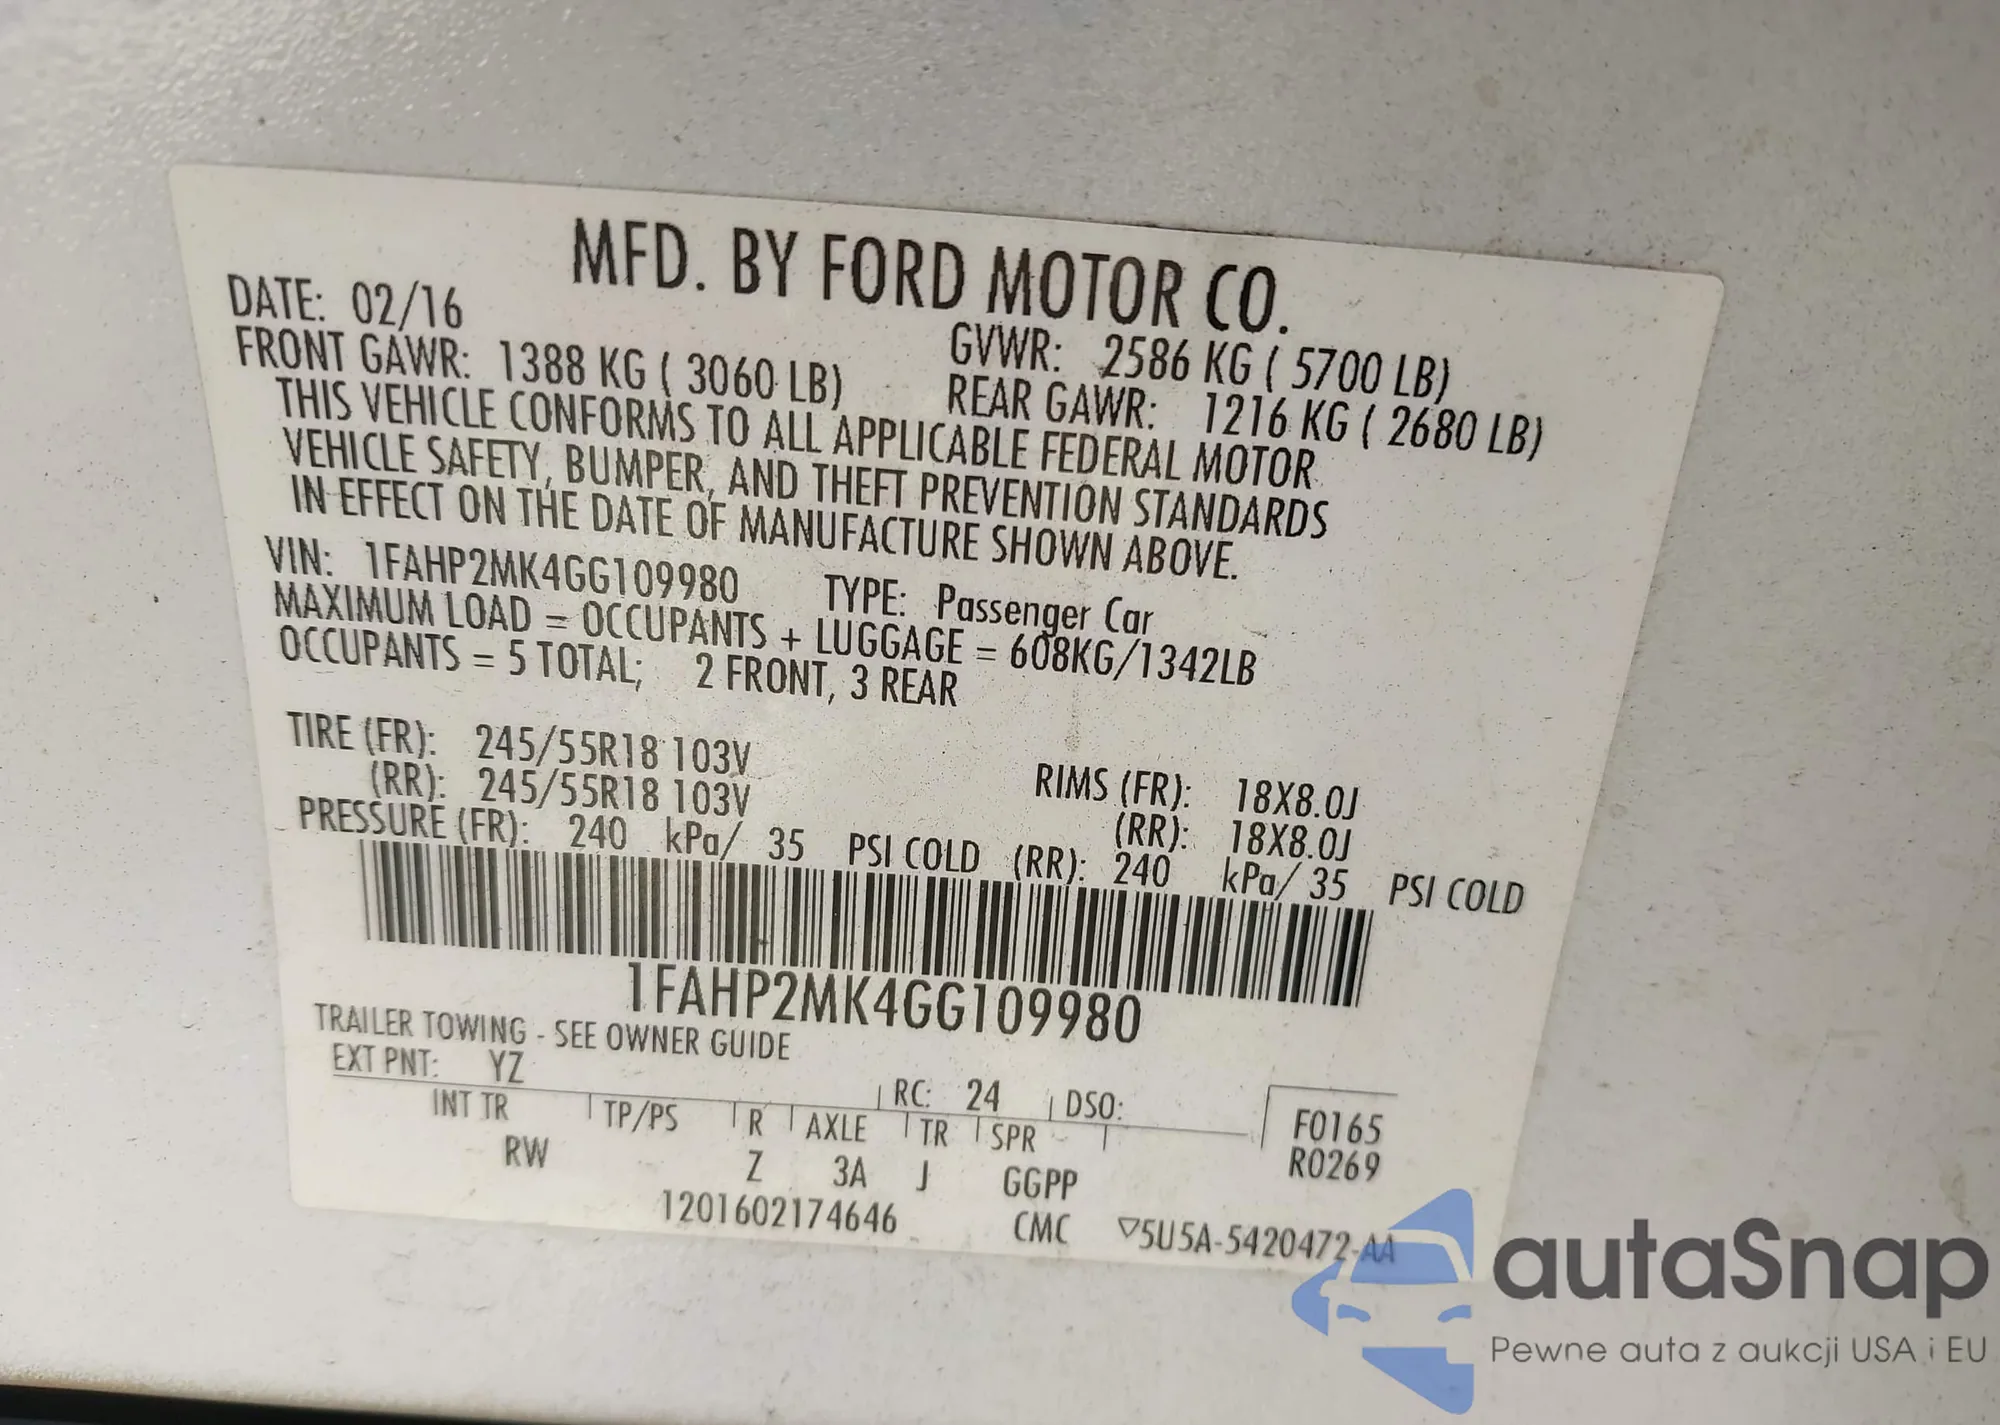 MFD. BY FORD MOTOR CO.
DATE: 02/16 GVWR: 2586 KG ( 5700 LB)
FRONT GAWR: 1388 KG ( 3060 LB) REAR GAWR: 1216 KG ( 2680 LB)
THIS VEHICLE CONFORMS TO ALL APPLICABLE FEDERAL MOTOR
VEHICLE SAFETY, BUMPER, AND THEFT PREVENTION STANDARDS
IN EFFECT ON THE DATE OF MANUFACTURE SHOWN ABOVE.
VIN: 1FAHP2MK4GG109980 TYPE: Passenger Car
MAXIMUM LOAD = OCCUPANTS + LUGGAGE = 608KG/1342LB
OCCUPANTS = 5 TOTAL; 2 FRONT, 3 REAR
TIRE (FR): 245/55R18 103V RIMS (FR): 18X8.0J
(RR): 245/55R18 103V (RR): 18X8.0J
PRESSURE (FR): 240 kPa/ 35 PSI COLD (RR): 240 kPa/ 35 PSI COLD
1FAHP2MK4GG109980
TRAILER TOWING - SEE OWNER GUIDE
EXT PNT: YZ RC: 24 DSO:
INT TR TP/PS R AXLE TR SPR F0165
RW Z 3A J GGPP R0269
1201602174646 CMC ▽5U5A-5420472-AA
autaSnap
Pewne auta z aukcji USA i EU